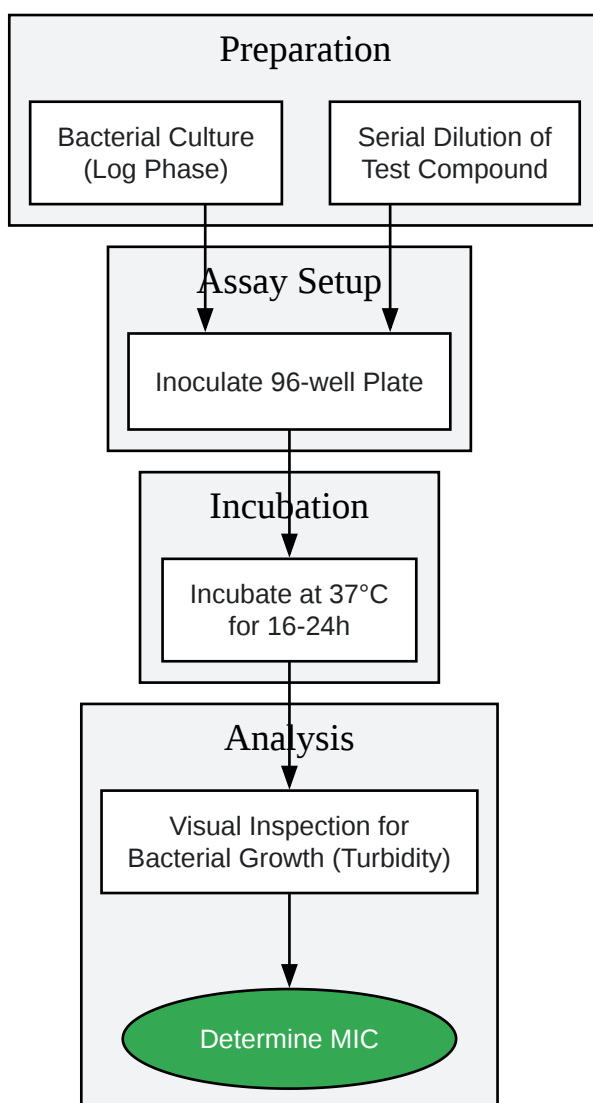 Preparation
Bacterial Culture
(Log Phase)
Serial Dilution of
Test Compound
Assay Setup
Inoculate 96-well Plate
Incubation
Incubate at 37°C
for 16-24h
Analysis
Visual Inspection for
Bacterial Growth (Turbidity)
Determine MIC